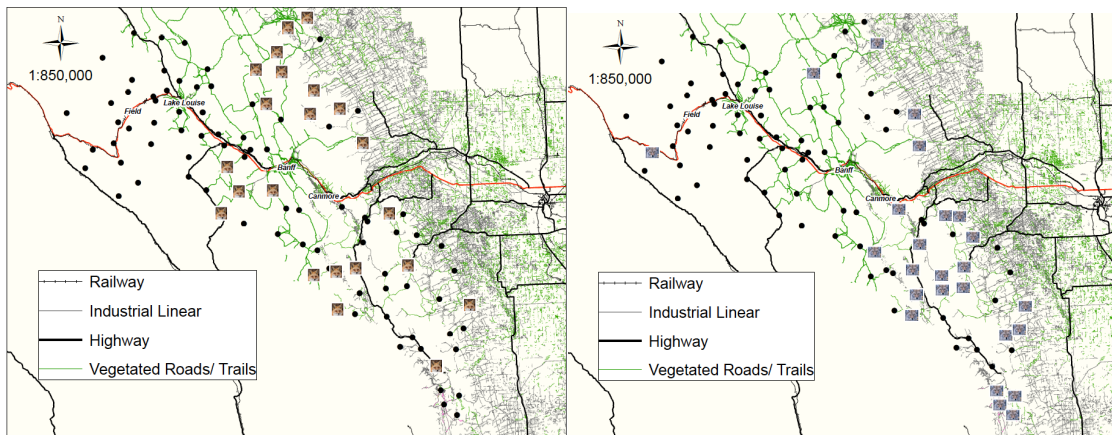 N
1:850,000
Field
Lake Louise
Banff
Canmore
Railway
Industrial Linear
Highway
Vegetated Roads/ Trails
N
1:850,000
Field
Lake Louise
Banff
Canmore
Railway
Industrial Linear
Highway
Vegetated Roads/ Trails